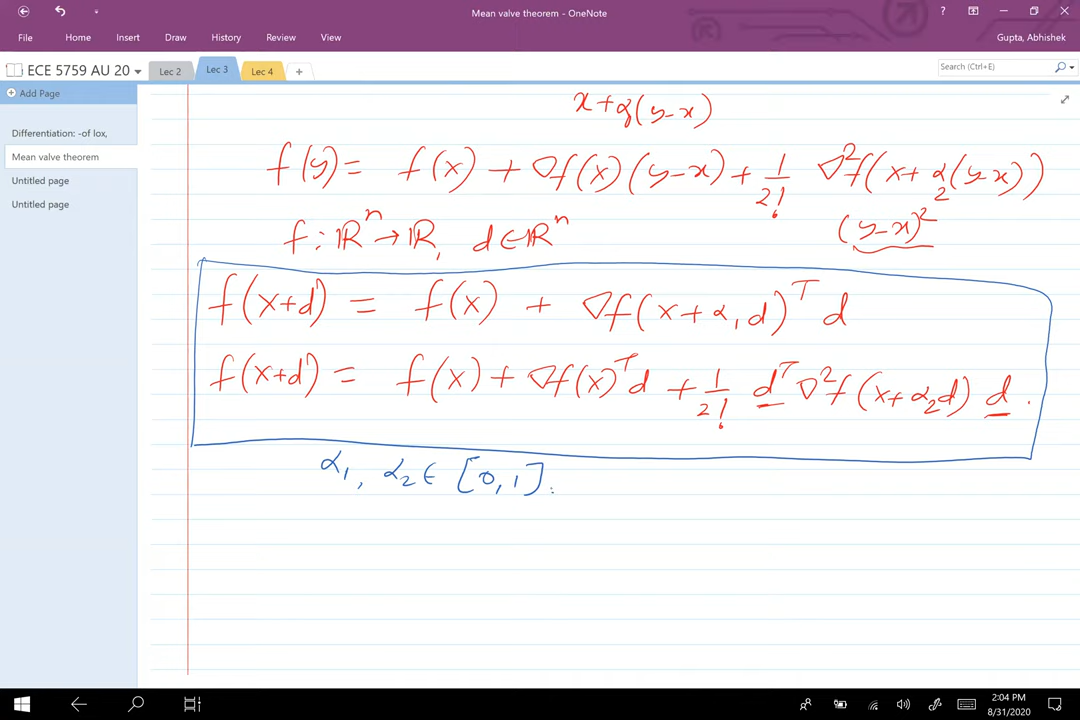 Mean valve theorem - OneNote
File Home Insert Draw History Review View
Gupta, Abhishek
ECE 5759 AU 20
Lec 2 Lec 3 Lec 4 +
Search (Ctrl+E)
Add Page
Differentiation: -of lox,
Mean valve theorem
Untitled page
Untitled page
x+α(y-x)
f(y) = f(x) + ∇f(x)(y-x) + 1/2! ∇²f(x+α₂(y-x))
(y-x)²
f: ℝⁿ→ℝ, d∈ℝⁿ
f(x+d) = f(x) + ∇f(x+α₁d)ᵀ d
f(x+d) = f(x) + ∇f(x)ᵀd + 1/2! dᵀ ∇²f(x+α₂d) d.
α₁, α₂ ∈ [0,1].
2:04 PM
8/31/2020